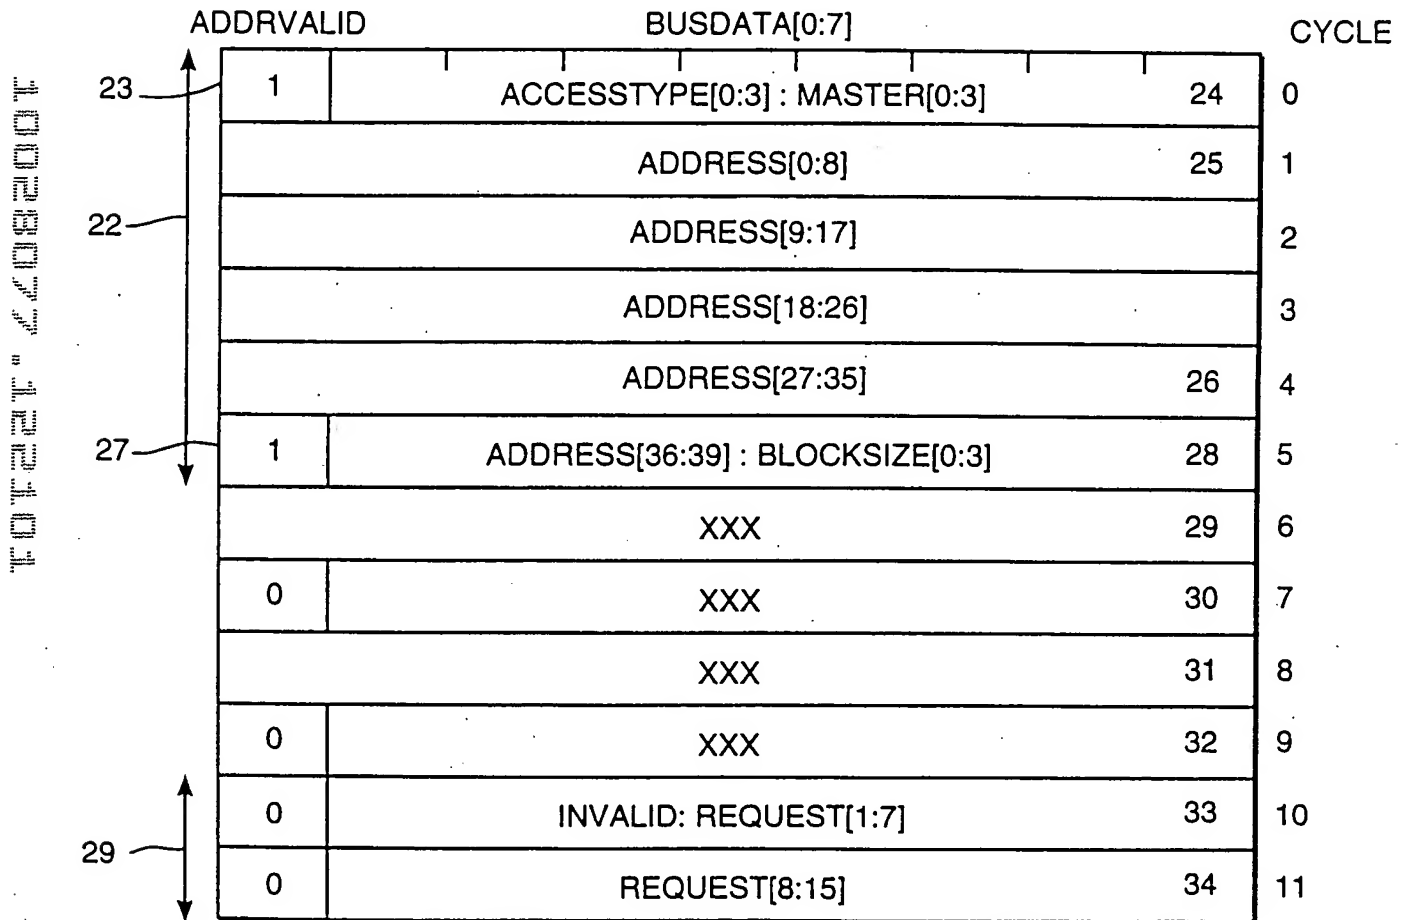 ADDRVALID BUSDATA[0:7] CYCLE
23 1 ACCESSTYPE[0:3] : MASTER[0:3] 24 0
ADDRESS[0:8] 25 1
22 ADDRESS[9:17] 2
ADDRESS[18:26] 3
ADDRESS[27:35] 26 4
27 1 ADDRESS[36:39] : BLOCKSIZE[0:3] 28 5
XXX 29 6
0 XXX 30 7
XXX 31 8
0 XXX 32 9
0 INVALID: REQUEST[1:7] 33 10
29
0 REQUEST[8:15] 34 11
10028077.122101